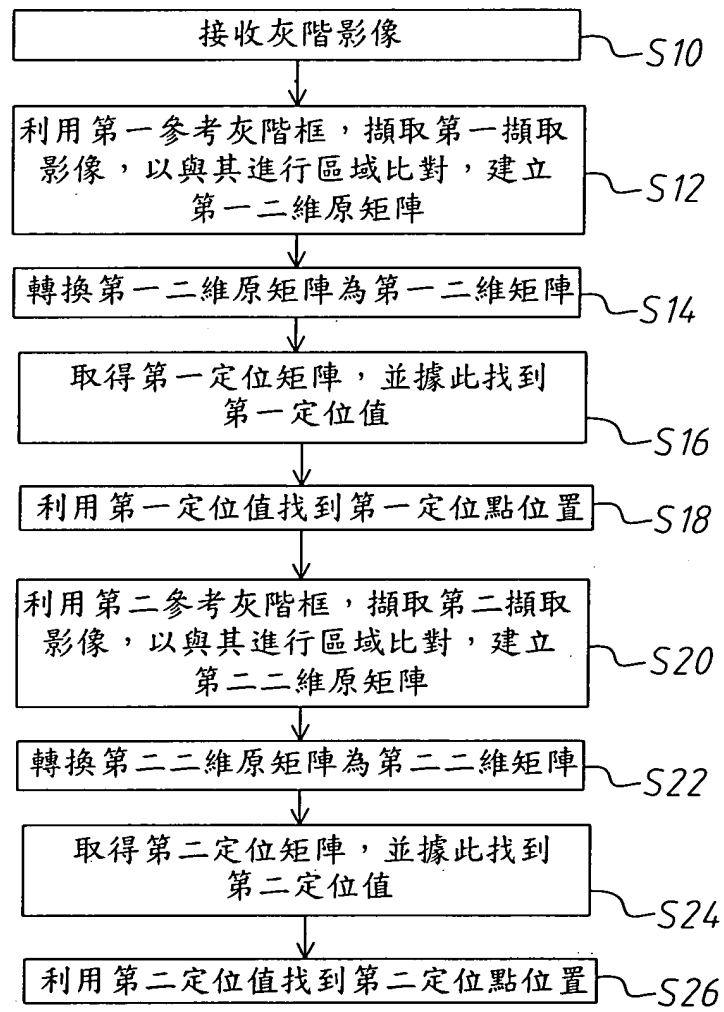 接收灰階影像
S10
利用第一參考灰階框，擷取第一擷取
影像，以與其進行區域比對，建立
第一二維原矩陣
S12
轉換第一二維原矩陣為第一二維矩陣
S14
取得第一定位矩陣，並據此找到
第一定位值
S16
利用第一定位值找到第一定位點位置
S18
利用第二參考灰階框，擷取第二擷取
影像，以與其進行區域比對，建立
第二二維原矩陣
S20
轉換第二二維原矩陣為第二二維矩陣
S22
取得第二定位矩陣，並據此找到
第二定位值
S24
利用第二定位值找到第二定位點位置
S26